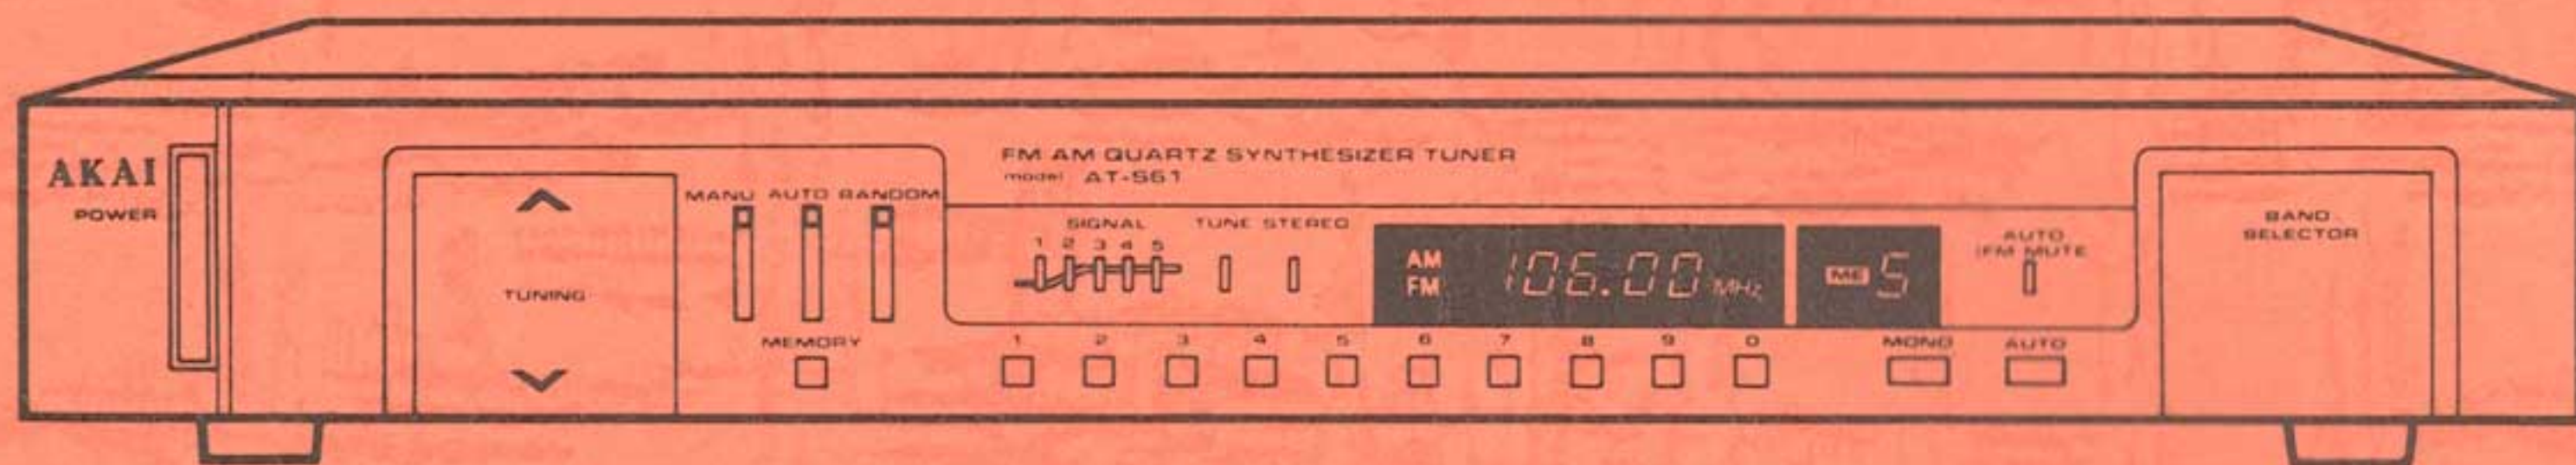 AKAI
POWER
TUNING
MANU AUTO RANDOM
MEMORY
FM AM QUARTZ SYNTHESIZER TUNER
model AT-S61
SIGNAL TUNE STEREO
1 2 3 4 5
AM
FM
106.00 MHz
ME 5
AUTO
/FM MUTE
1 2 3 4 5 6 7 8 9 0
MONO AUTO
BAND
SELECTOR